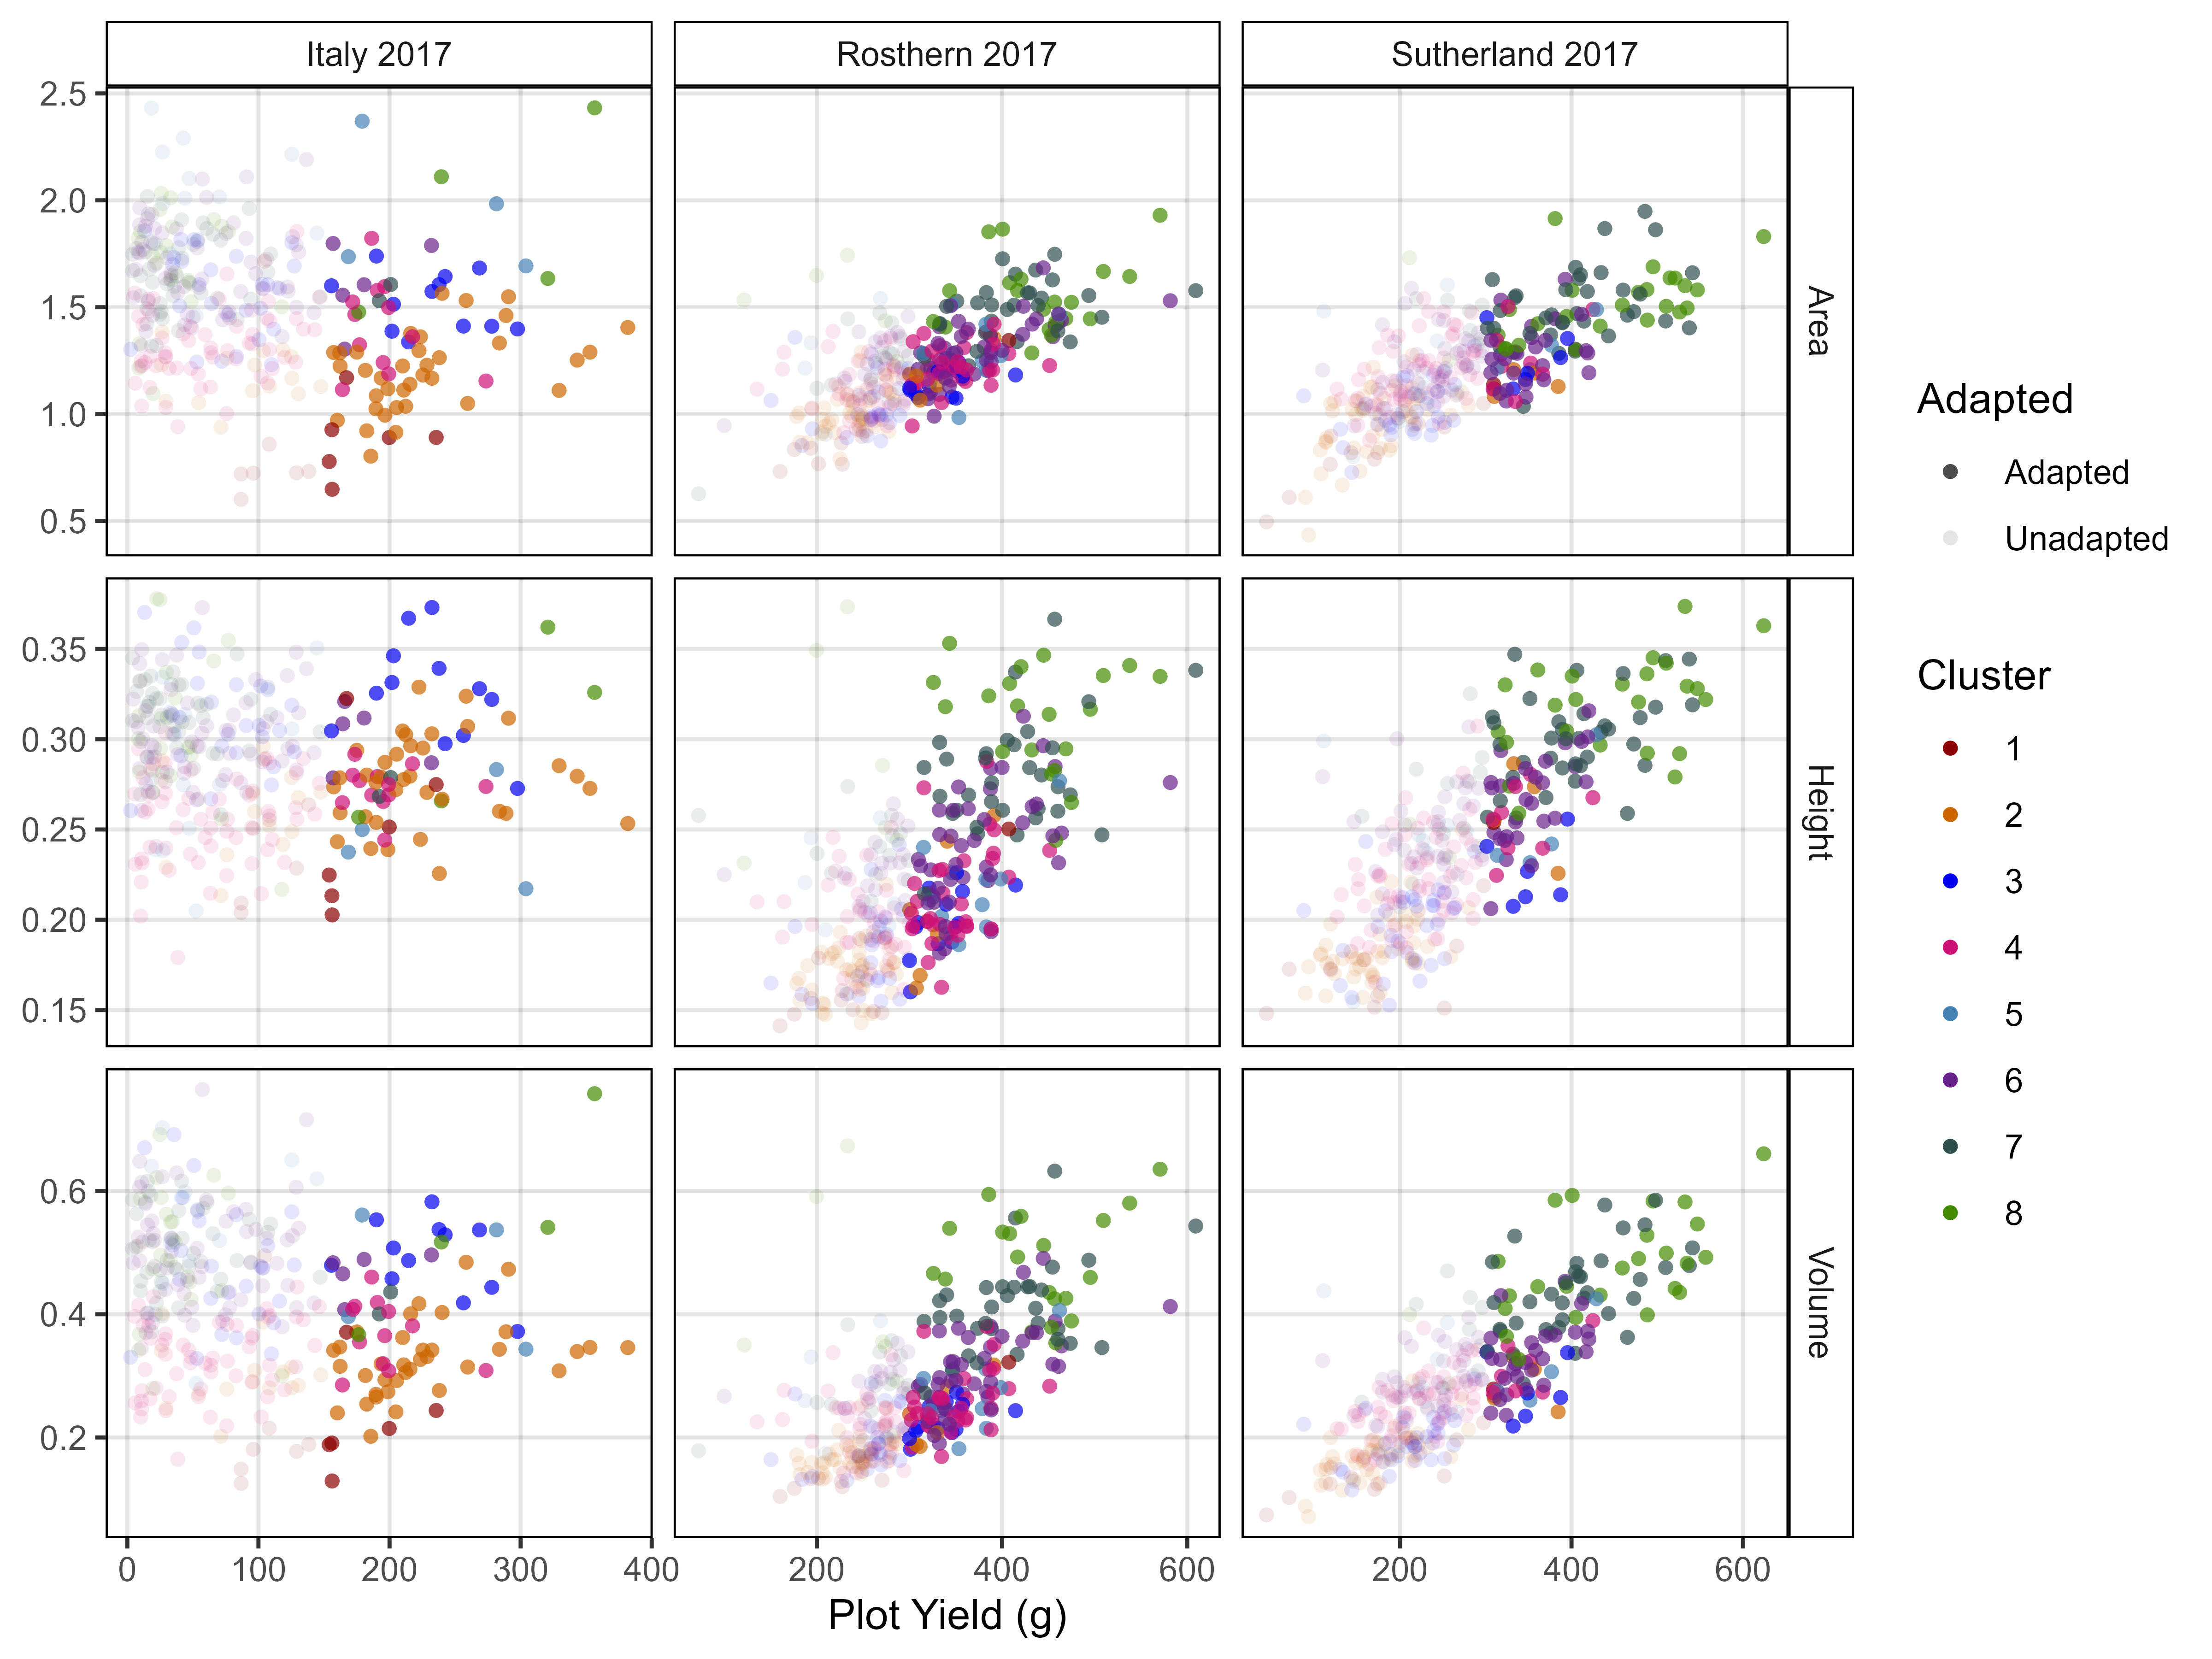 Italy 2017
Rosthern 2017
Sutherland 2017
2.5
2.0
1.5
1.0
0.5
Area
0.35
0.30
0.25
0.20
0.15
Height
0.6
0.4
0.2
Volume
0 100 200 300 400
200 400 600
200 400 600
Plot Yield (g)
Adapted
Adapted
Unadapted
Cluster
1
2
3
4
5
6
7
8